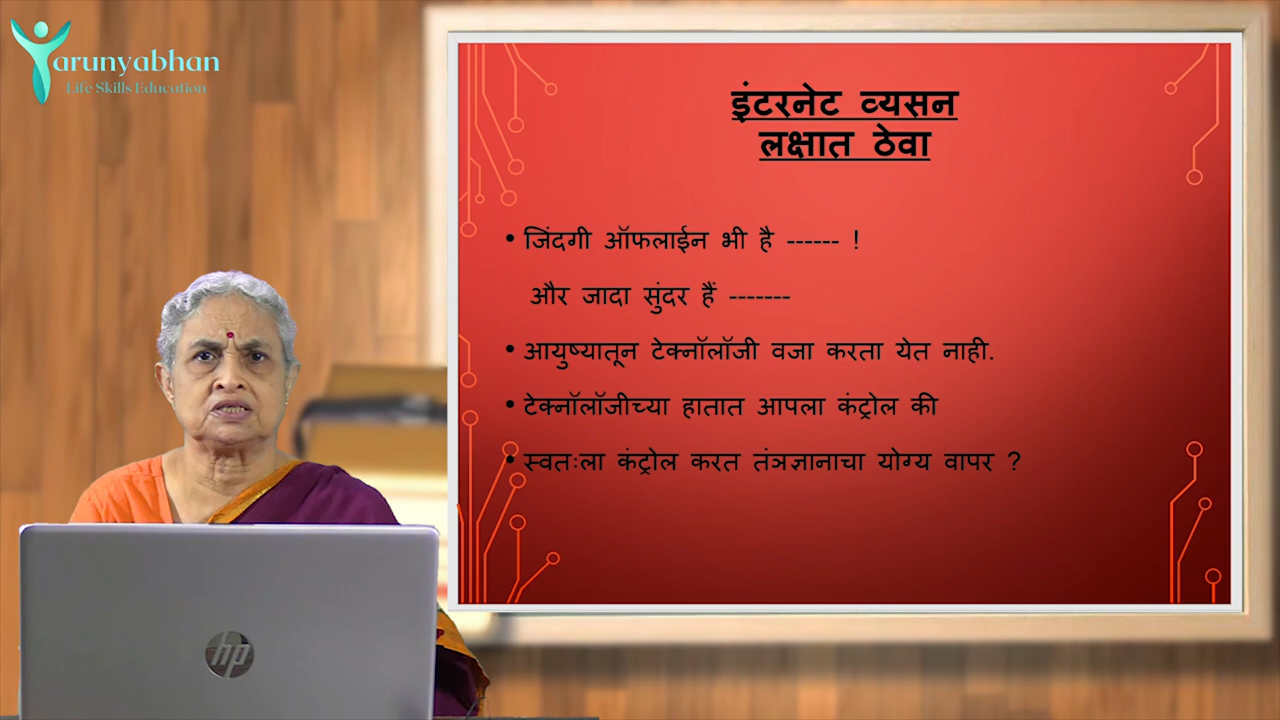 Tarunyabhan
Life Skills Education
इंटरनेट व्यसन
लक्षात ठेवा
• जिंदगी ऑफलाईन भी है ------ !
और जादा सुंदर हैं -------
• आयुष्यातून टेक्नॉलॉजी वजा करता येत नाही.
• टेक्नॉलॉजीच्या हातात आपला कंट्रोल की
• स्वतःला कंट्रोल करत तंत्रज्ञानाचा योग्य वापर ?
hp